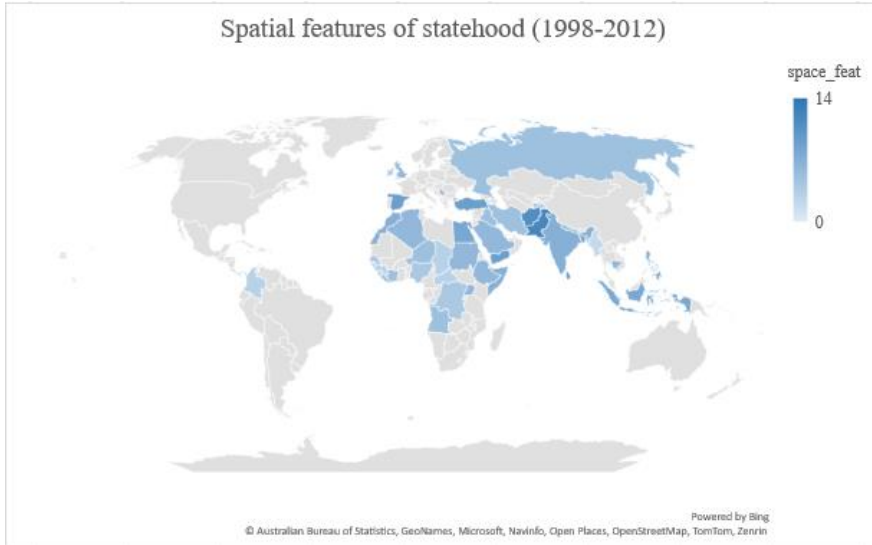 Spatial features of statehood (1998-2012)
space_feat
14
0
Powered by Bing
© Australian Bureau of Statistics, GeoNames, Microsoft, Navinfo, Open Places, OpenStreetMap, TomTom, Zenrin